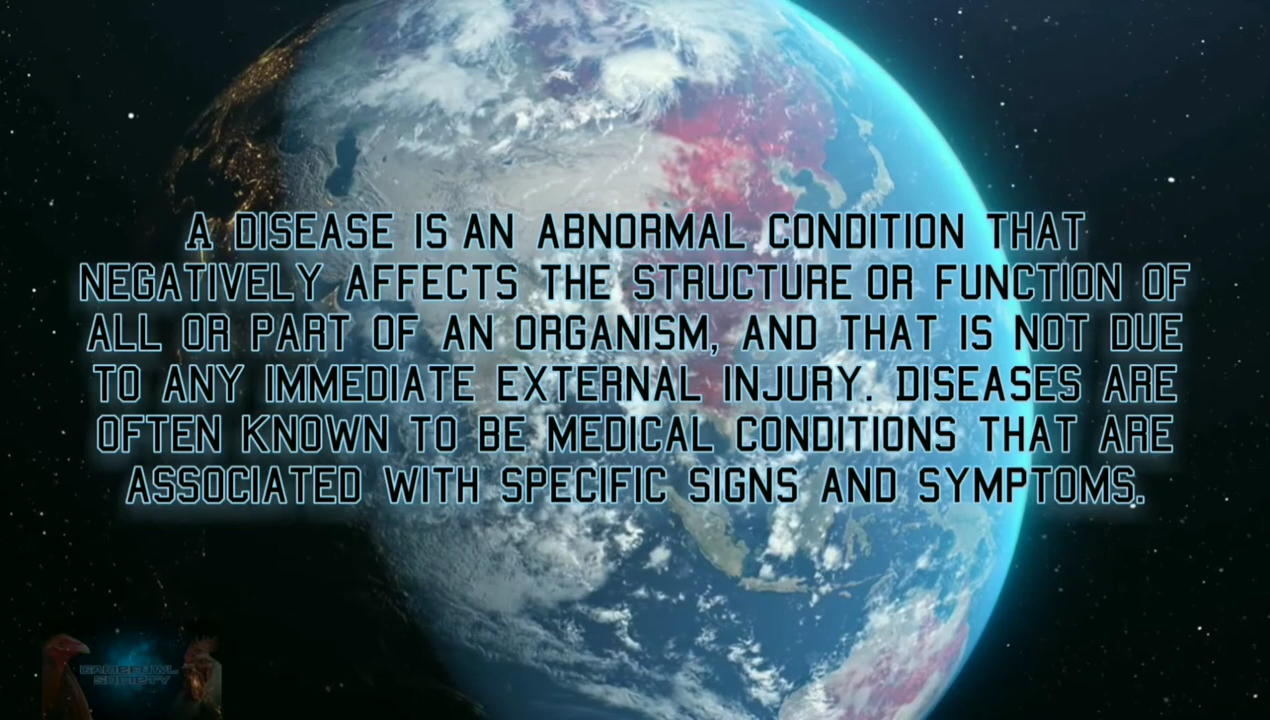 A DISEASE IS AN ABNORMAL CONDITION THAT
NEGATIVELY AFFECTS THE STRUCTURE OR FUNCTION OF
ALL OR PART OF AN ORGANISM, AND THAT IS NOT DUE
TO ANY IMMEDIATE EXTERNAL INJURY. DISEASES ARE
OFTEN KNOWN TO BE MEDICAL CONDITIONS THAT ARE
ASSOCIATED WITH SPECIFIC SIGNS AND SYMPTOMS.
GAMEFOWL
SOCIETY